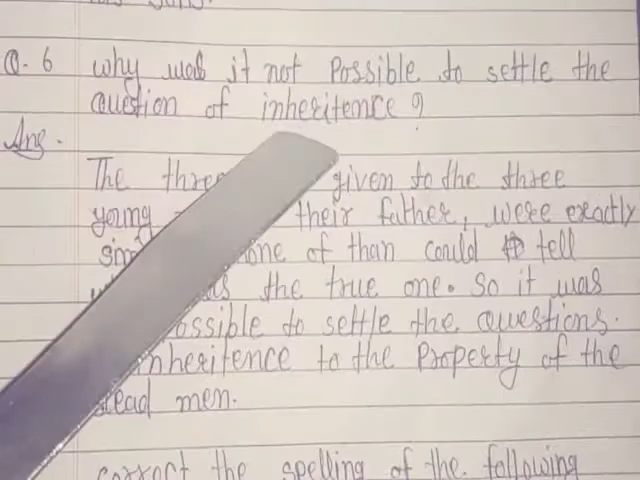 Q. 6 why was it not Possible to settle the
question of inheritence ?
Ans.
The three given to the three
young their father, were exactly
one of than could tell
the true one. So it was
to settle the questions.
inheritence to the Property of the
dead men.
correct the spelling of the following